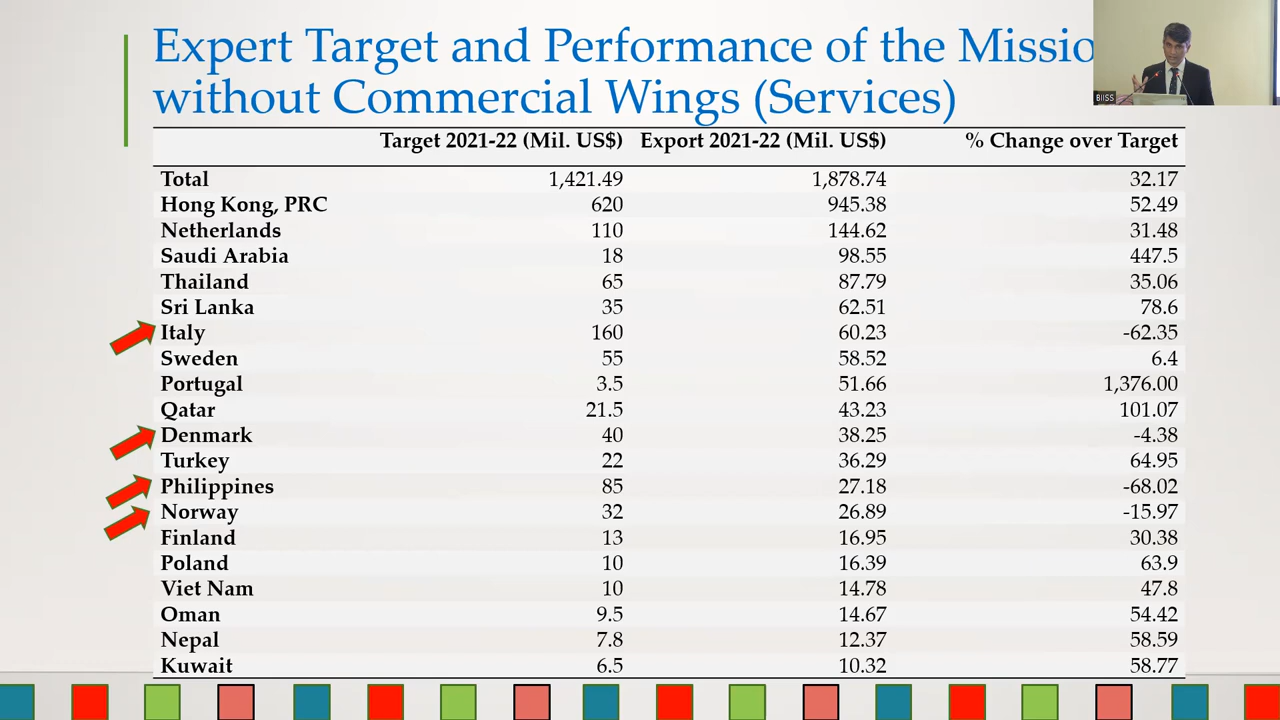 Expert Target and Performance of the Missio
without Commercial Wings (Services)
BIISS
Target 2021-22 (Mil. US$) Export 2021-22 (Mil. US$) % Change over Target
Total 1,421.49 1,878.74 32.17
Hong Kong, PRC 620 945.38 52.49
Netherlands 110 144.62 31.48
Saudi Arabia 18 98.55 447.5
Thailand 65 87.79 35.06
Sri Lanka 35 62.51 78.6
Italy 160 60.23 -62.35
Sweden 55 58.52 6.4
Portugal 3.5 51.66 1,376.00
Qatar 21.5 43.23 101.07
Denmark 40 38.25 -4.38
Turkey 22 36.29 64.95
Philippines 85 27.18 -68.02
Norway 32 26.89 -15.97
Finland 13 16.95 30.38
Poland 10 16.39 63.9
Viet Nam 10 14.78 47.8
Oman 9.5 14.67 54.42
Nepal 7.8 12.37 58.59
Kuwait 6.5 10.32 58.77